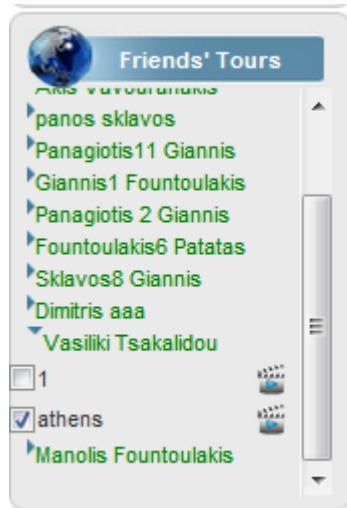 Friends' Tours
panos sklavos
Panagiotis11 Giannis
Giannis1 Fountoulakis
Panagiotis 2 Giannis
Fountoulakis6 Patatas
Sklavos8 Giannis
Dimitris aaa
Vasiliki Tsakalidou
1
athens
Manolis Fountoulakis